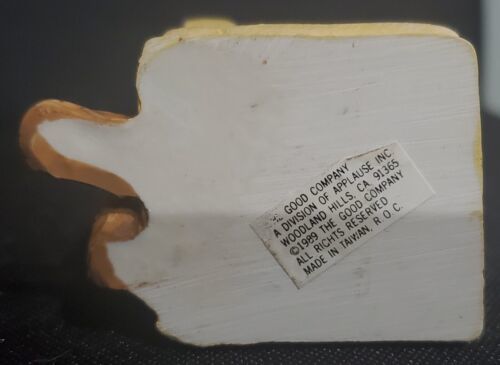 GOOD COMPANY
A DIVISION OF APPLAUSE INC.
WOODLAND HILLS, CA 91365
©1989 THE GOOD COMPANY
ALL RIGHTS RESERVED
MADE IN TAIWAN, R.O.C.